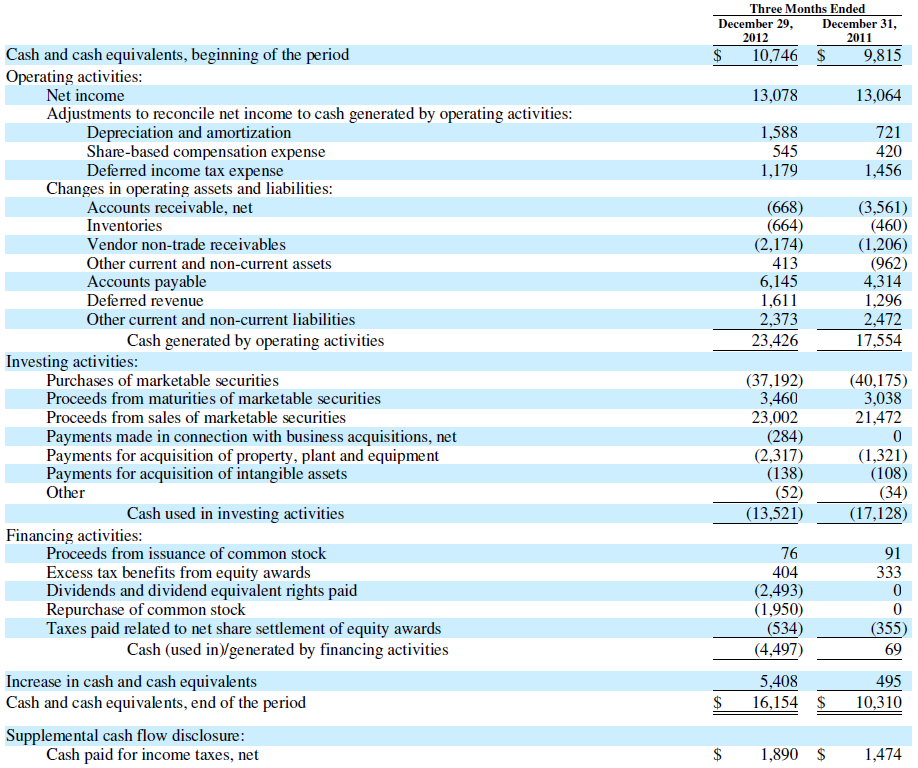 Three Months Ended
December 29, December 31,
2012 2011
Cash and cash equivalents, beginning of the period $ 10,746 $ 9,815
Operating activities:
Net income 13,078 13,064
Adjustments to reconcile net income to cash generated by operating activities:
Depreciation and amortization 1,588 721
Share-based compensation expense 545 420
Deferred income tax expense 1,179 1,456
Changes in operating assets and liabilities:
Accounts receivable, net (668) (3,561)
Inventories (664) (460)
Vendor non-trade receivables (2,174) (1,206)
Other current and non-current assets 413 (962)
Accounts payable 6,145 4,314
Deferred revenue 1,611 1,296
Other current and non-current liabilities 2,373 2,472
Cash generated by operating activities 23,426 17,554
Investing activities:
Purchases of marketable securities (37,192) (40,175)
Proceeds from maturities of marketable securities 3,460 3,038
Proceeds from sales of marketable securities 23,002 21,472
Payments made in connection with business acquisitions, net (284) 0
Payments for acquisition of property, plant and equipment (2,317) (1,321)
Payments for acquisition of intangible assets (138) (108)
Other (52) (34)
Cash used in investing activities (13,521) (17,128)
Financing activities:
Proceeds from issuance of common stock 76 91
Excess tax benefits from equity awards 404 333
Dividends and dividend equivalent rights paid (2,493) 0
Repurchase of common stock (1,950) 0
Taxes paid related to net share settlement of equity awards (534) (355)
Cash (used in)/generated by financing activities (4,497) 69
Increase in cash and cash equivalents 5,408 495
Cash and cash equivalents, end of the period $ 16,154 $ 10,310
Supplemental cash flow disclosure:
Cash paid for income taxes, net $ 1,890 $ 1,474